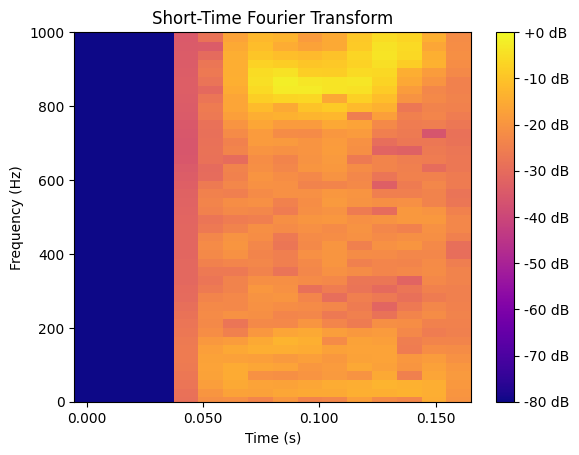 Short-Time Fourier Transform
Frequency (Hz)
1000
800
600
400
200
0
0.000
0.050
0.100
0.150
Time (s)
+0 dB
-10 dB
-20 dB
-30 dB
-40 dB
-50 dB
-60 dB
-70 dB
-80 dB